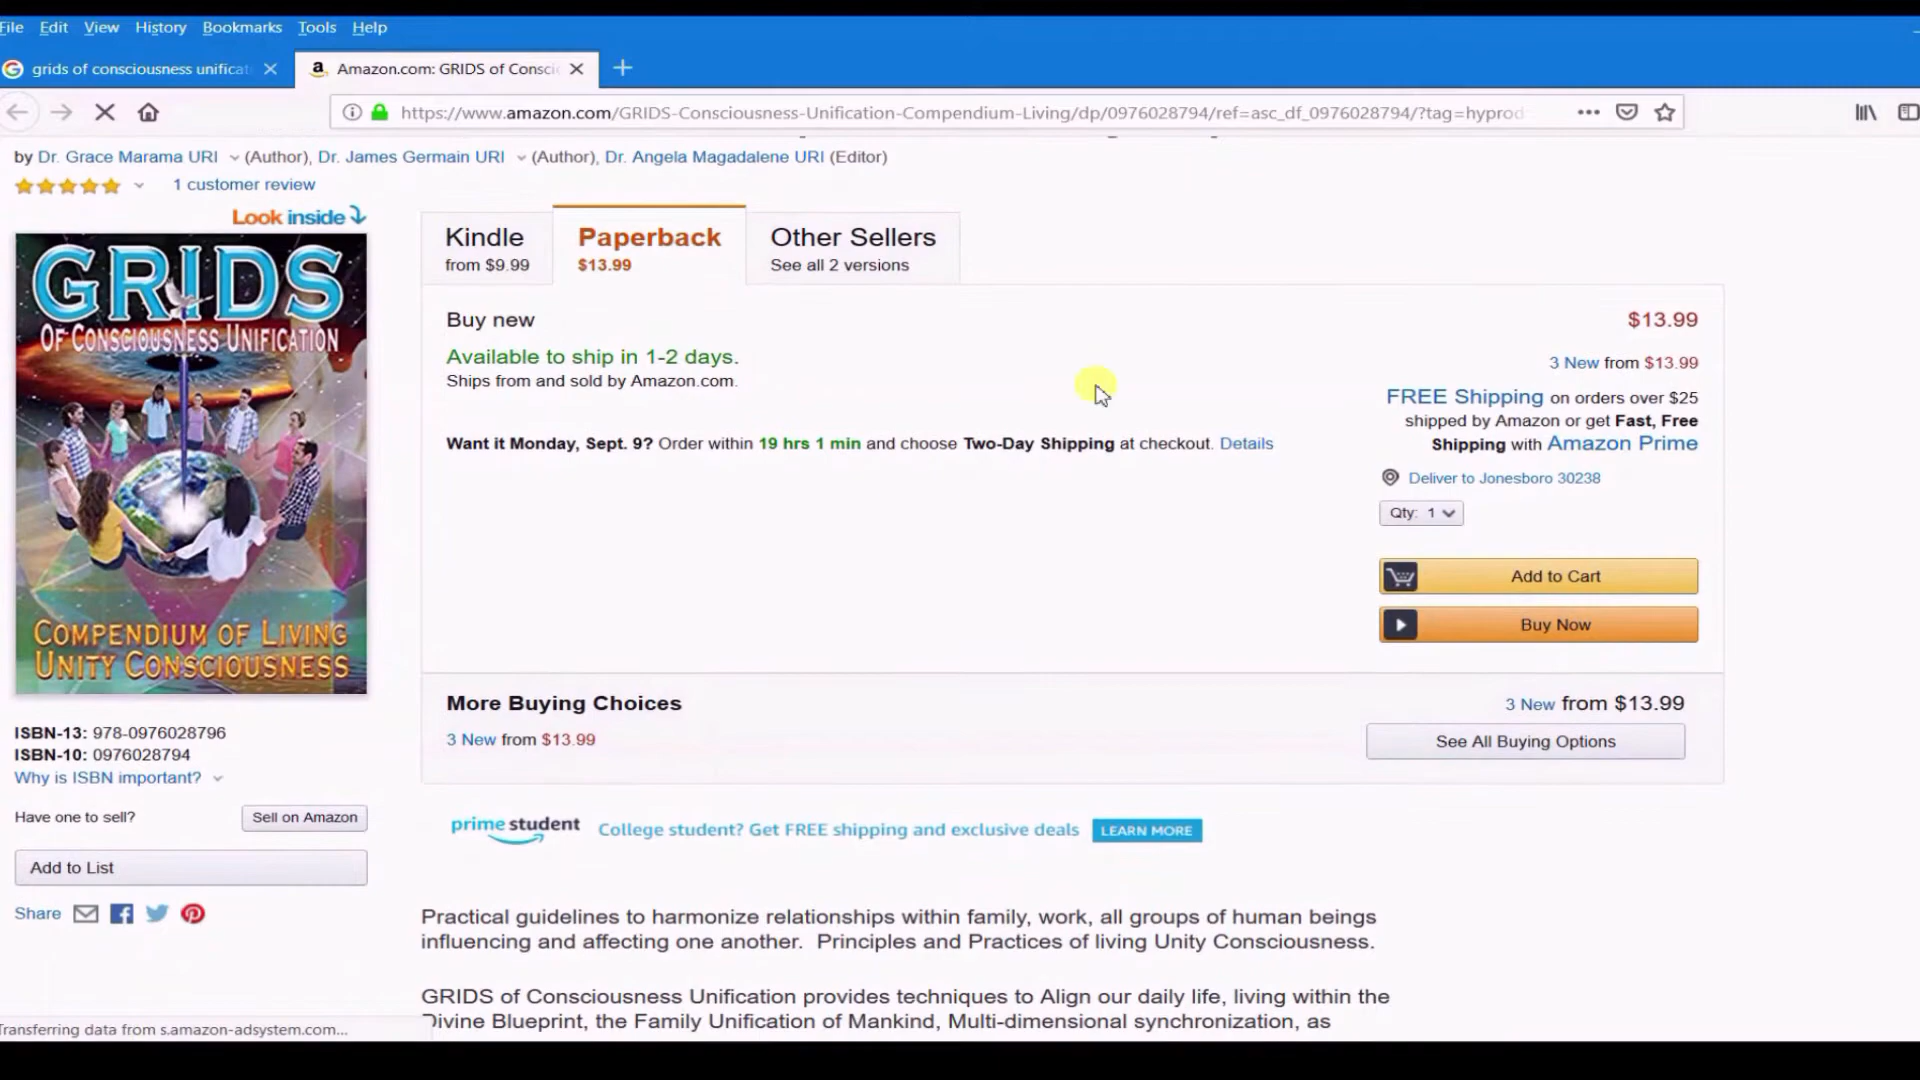 File Edit View History Bookmarks Tools Help
grids of consciousness unificat
Amazon.com: GRIDS of Consci
https://www.amazon.com/GRIDS-Consciousness-Unification-Compendium-Living/dp/0976028794/ref=asc_df_0976028794/?tag=hyprod
by Dr. Grace Marama URI (Author), Dr. James Germain URI (Author), Dr. Angela Magadalene URI (Editor)
1 customer review
Look inside
GRIDS
OF CONSCIOUSNESS UNIFICATION
COMPENDIUM OF LIVING
UNITY CONSCIOUSNESS
Kindle
from $9.99
Paperback
$13.99
Other Sellers
See all 2 versions
Buy new
$13.99
Available to ship in 1-2 days.
Ships from and sold by Amazon.com.
Want it Monday, Sept. 9? Order within 19 hrs 1 min and choose Two-Day Shipping at checkout. Details
3 New from $13.99
FREE Shipping on orders over $25
shipped by Amazon or get Fast, Free
Shipping with Amazon Prime
Deliver to Jonesboro 30238
Qty: 1
Add to Cart
Buy Now
More Buying Choices
3 New from $13.99
3 New from $13.99
See All Buying Options
ISBN-13: 978-0976028796
ISBN-10: 0976028794
Why is ISBN important?
Have one to sell?
Sell on Amazon
Add to List
Share
prime student
College student? Get FREE shipping and exclusive deals
LEARN MORE
Practical guidelines to harmonize relationships within family, work, all groups of human beings
influencing and affecting one another. Principles and Practices of living Unity Consciousness.
GRIDS of Consciousness Unification provides techniques to Align our daily life, living within the
Divine Blueprint, the Family Unification of Mankind, Multi-dimensional synchronization, as
Transferring data from s.amazon-adsystem.com...